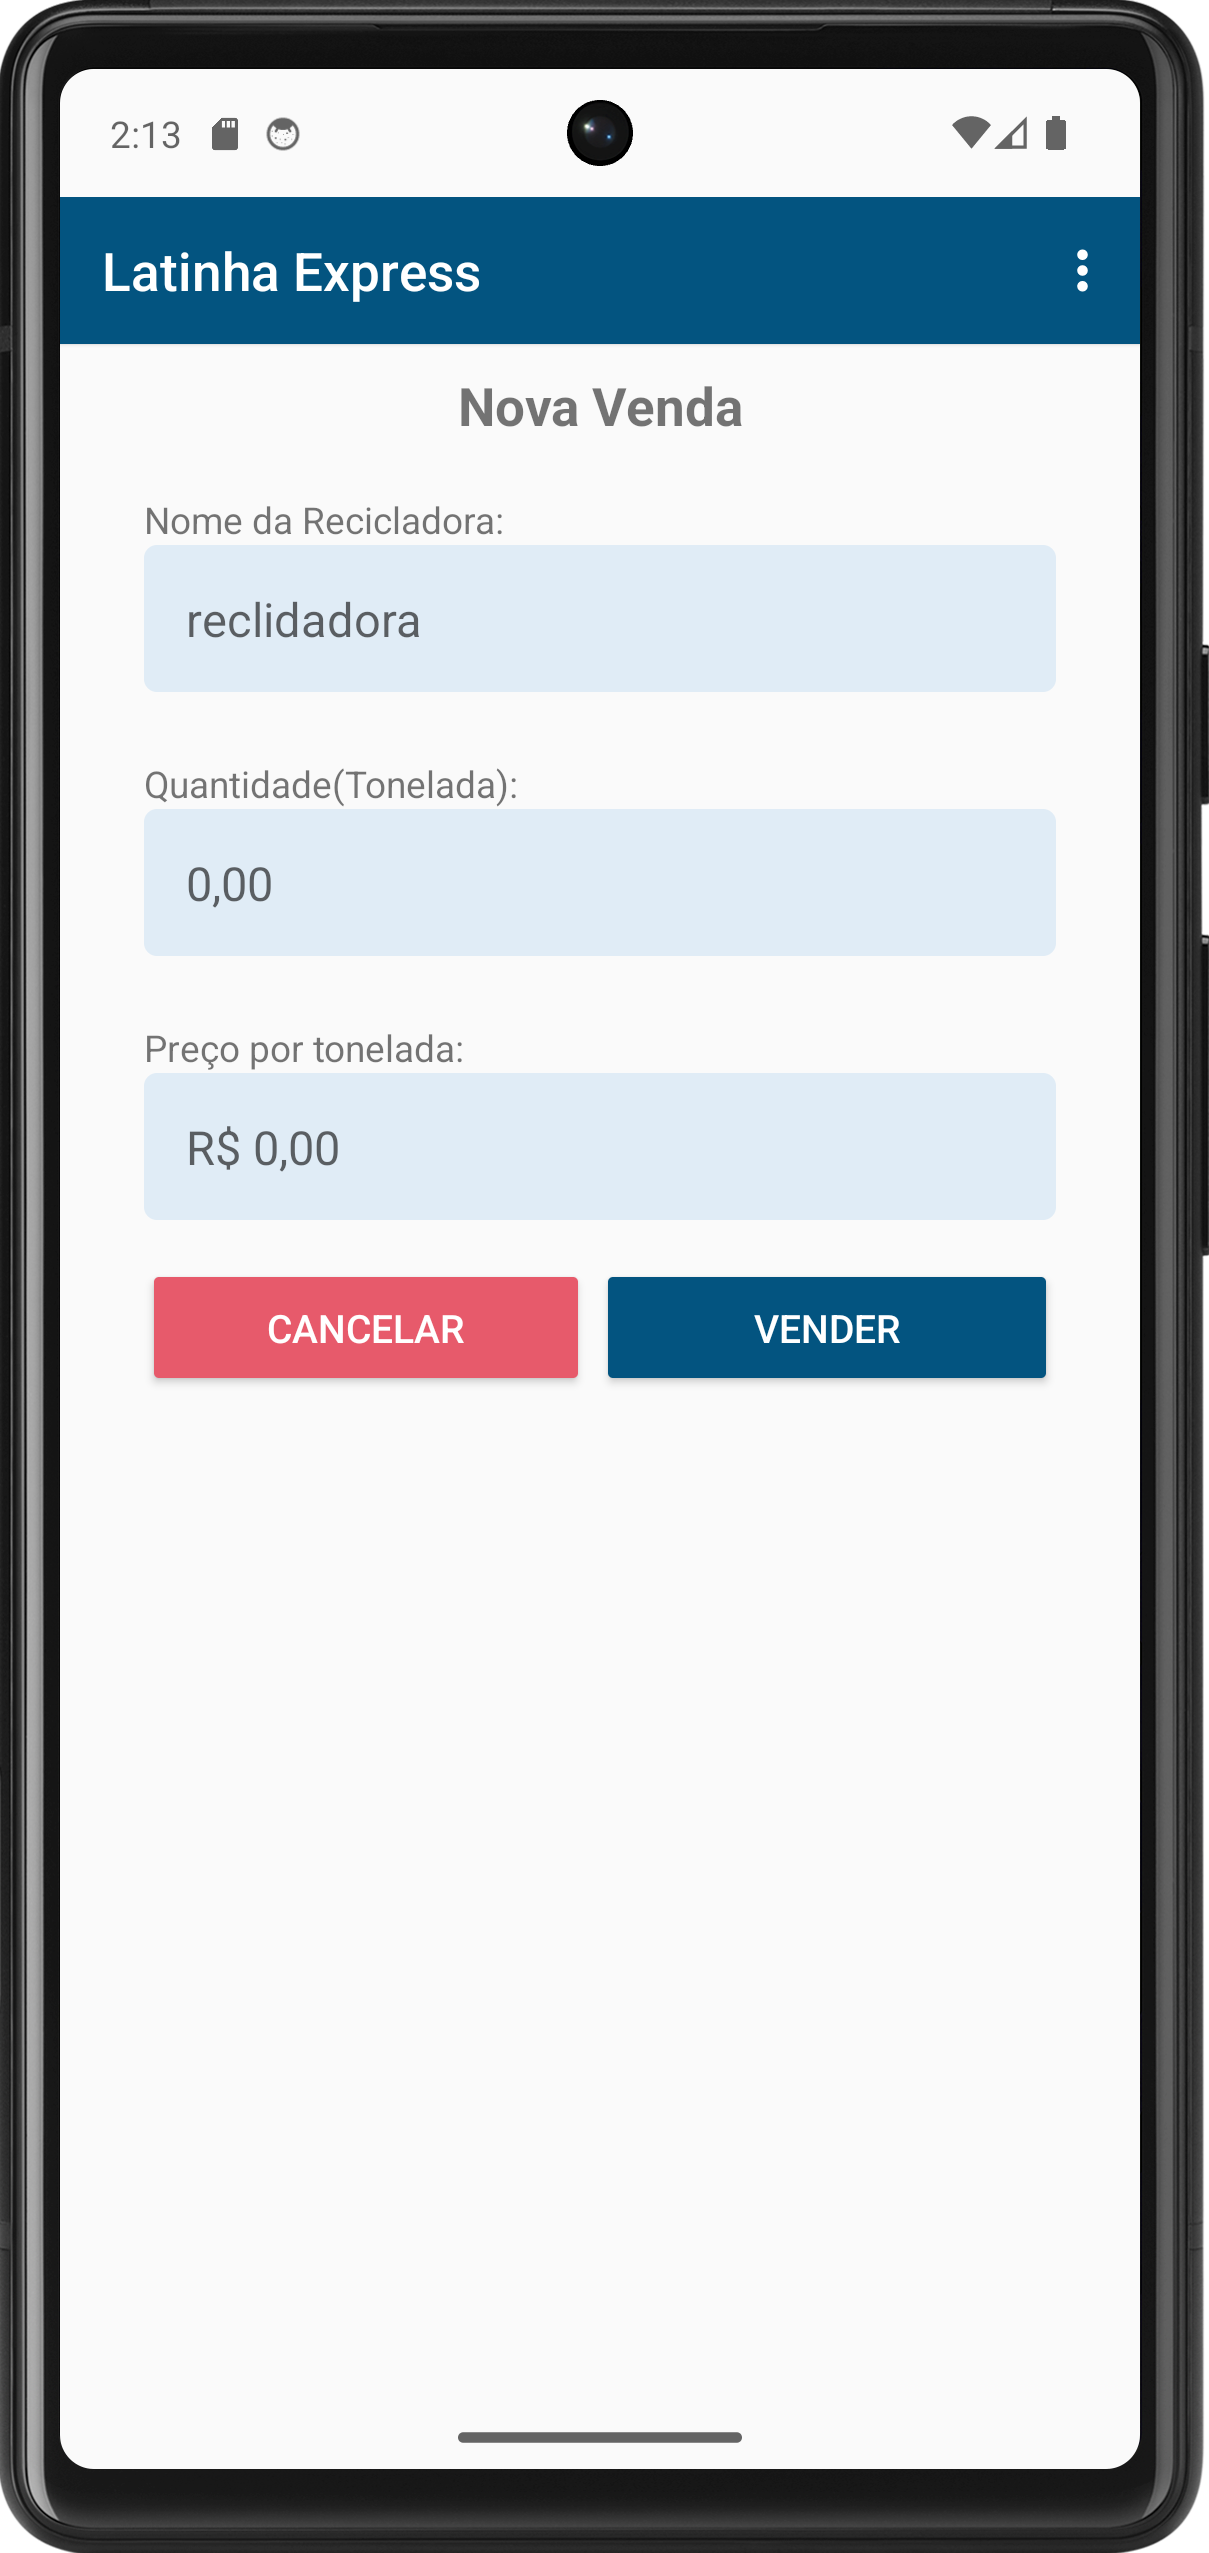 2:13
Latinha Express
Nova Venda
Nome da Recicladora:
reclidadora
Quantidade(Tonelada):
0,00
Preço por tonelada:
R$ 0,00
CANCELAR VENDER